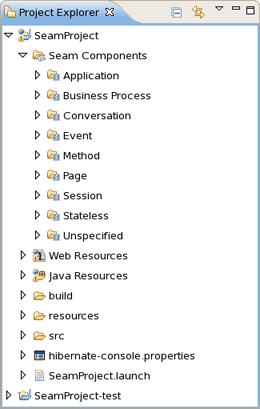 Project Explorer
SeamProject
Seam Components
Application
Business Process
Conversation
Event
Method
Page
Session
Stateless
Unspecified
Web Resources
Java Resources
build
resources
src
hibernate-console.properties
SeamProject.launch
SeamProject-test